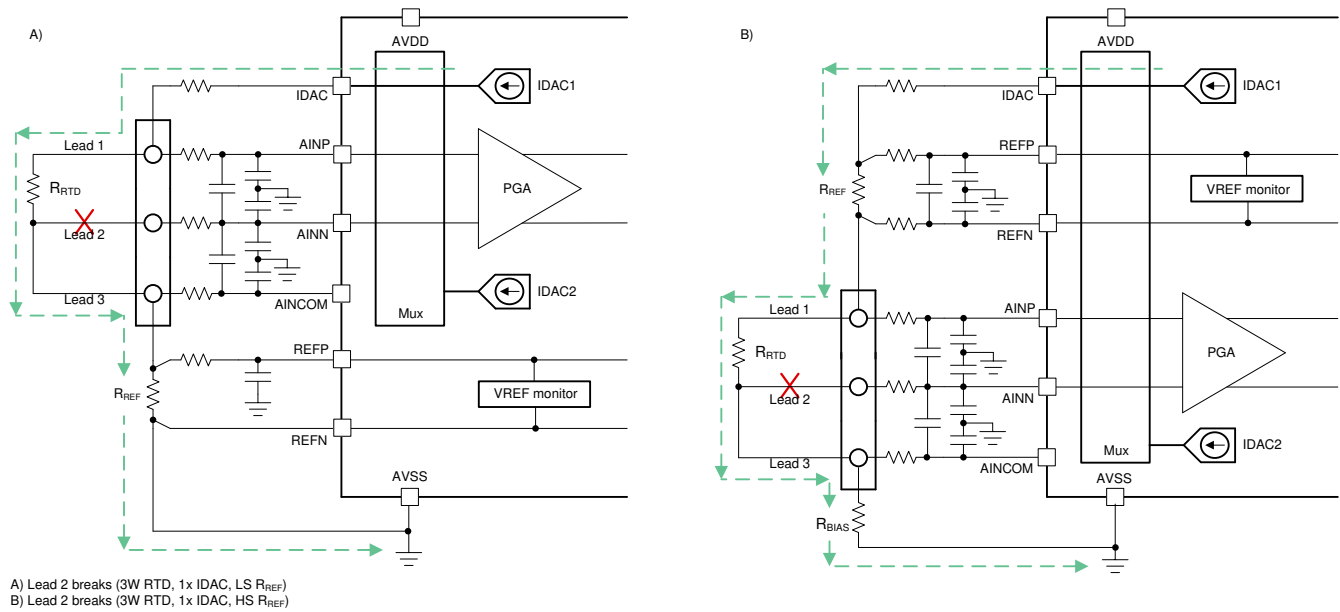 A)
AVDD
IDAC
IDAC1
Lead 1
AINP
RRTD
PGA
Lead 2
AINN
Lead 3
AINCOM
IDAC2
Mux
REFP
RREF
VREF monitor
REFN
AVSS
B)
AVDD
IDAC
IDAC1
REFP
RREF
VREF monitor
REFN
Lead 1
AINP
RRTD
PGA
Lead 2
AINN
Lead 3
AINCOM
IDAC2
Mux
AVSS
RBIAS
A) Lead 2 breaks (3W RTD, 1x IDAC, LS RREF)
B) Lead 2 breaks (3W RTD, 1x IDAC, HS RREF)